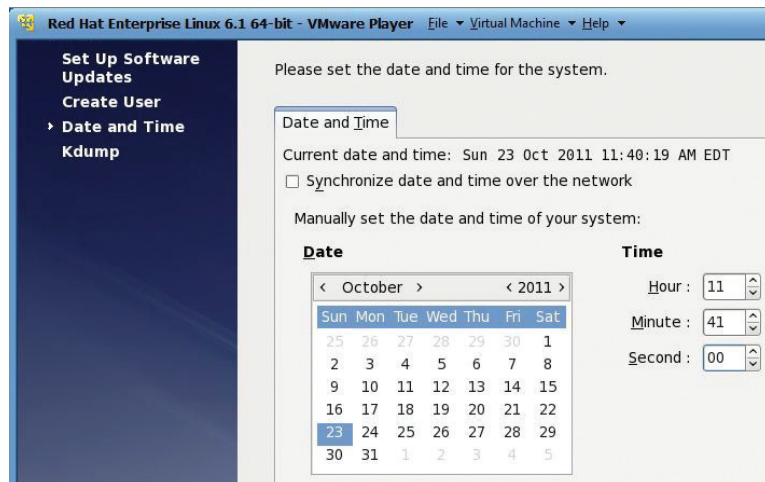 Red Hat Enterprise Linux 6.1 64-bit - VMware Player File Virtual Machine Help
Set Up Software
Updates
Create User
Date and Time
Kdump
Please set the date and time for the system.
Date and Time
Current date and time: Sun 23 Oct 2011 11:40:19 AM EDT
Synchronize date and time over the network
Manually set the date and time of your system:
Date
< October > < 2011 >
Sun Mon Tue Wed Thu Fri Sat
25 26 27 28 29 30 1
2 3 4 5 6 7 8
9 10 11 12 13 14 15
16 17 18 19 20 21 22
23 24 25 26 27 28 29
30 31 1 2 3 4 5
Time
Hour : 11
Minute : 41
Second : 00